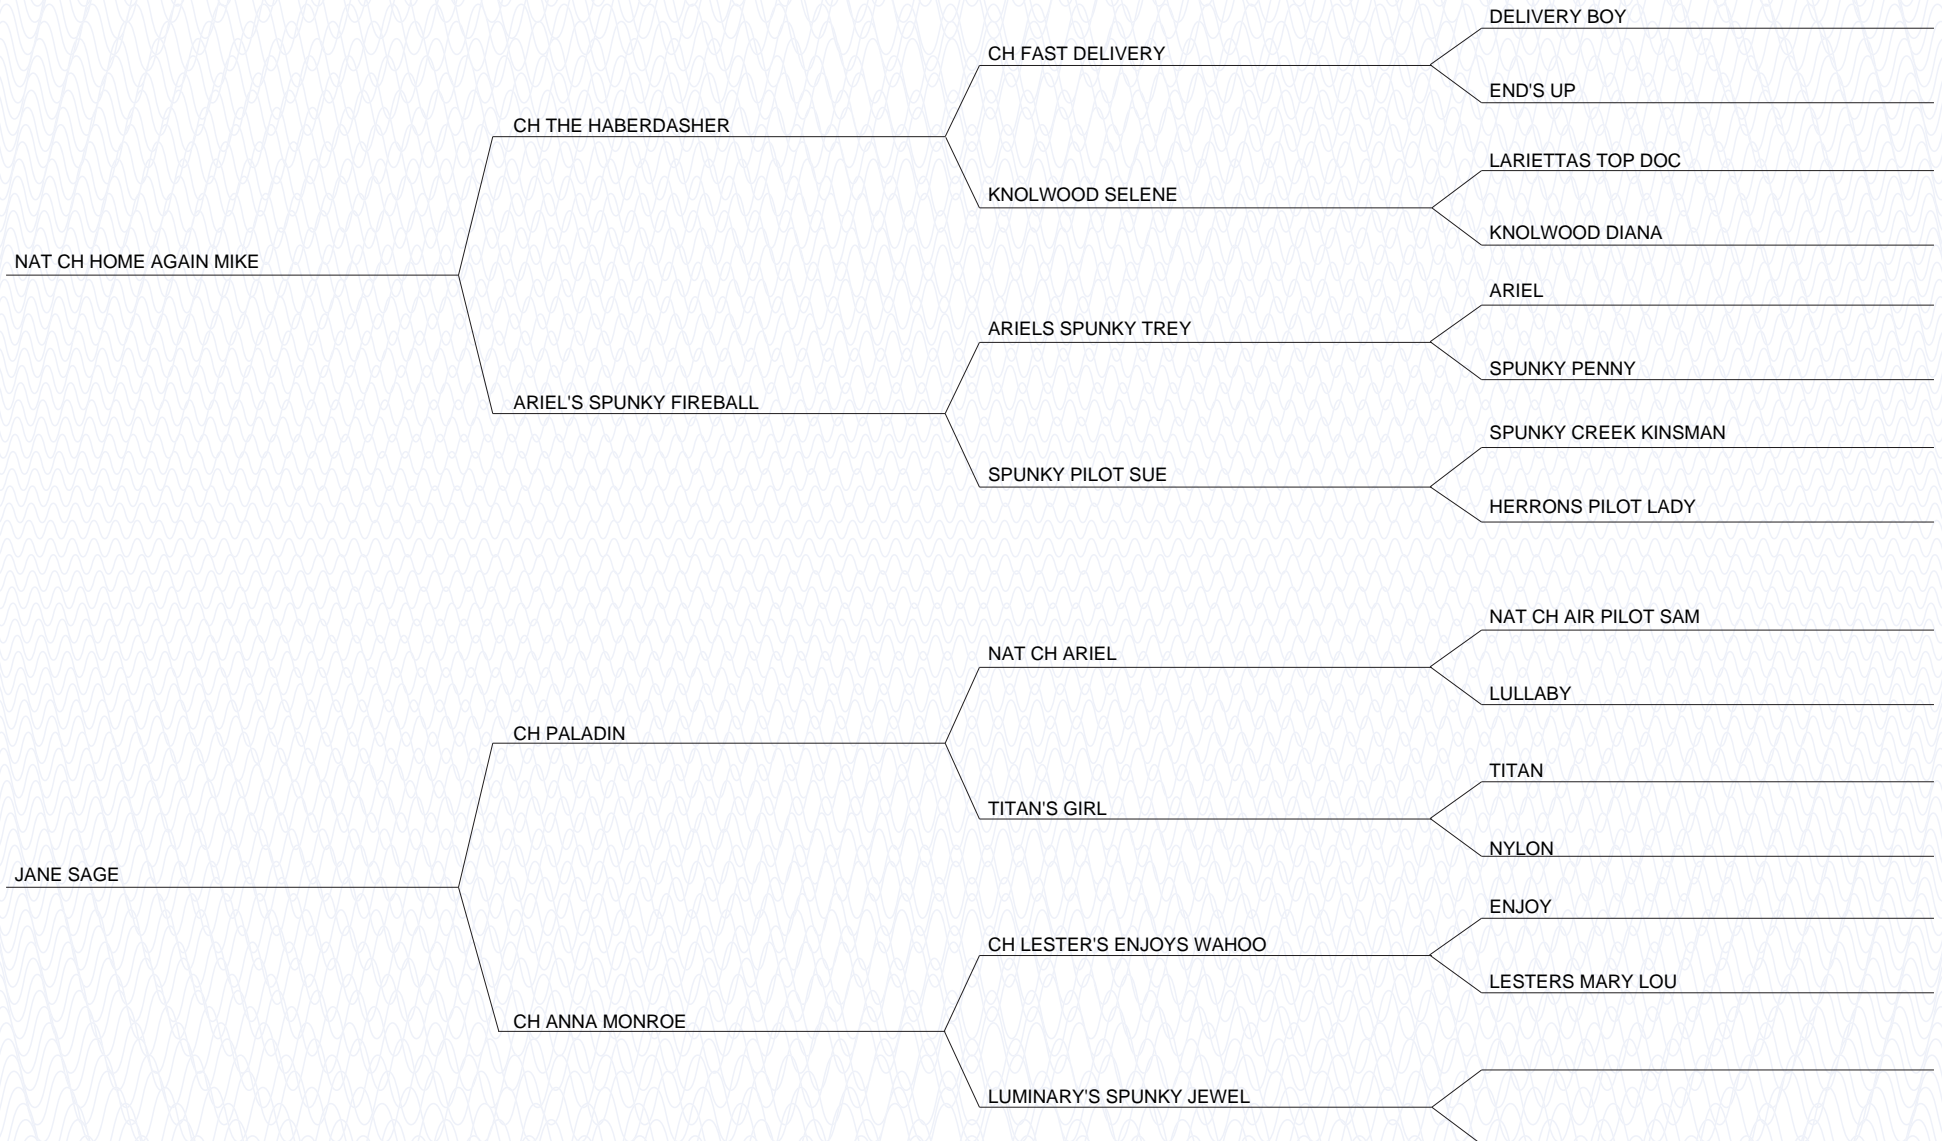 DELIVERY BOY
CH FAST DELIVERY
END'S UP
CH THE HABERDASHER
LARIETTAS TOP DOC
KNOLWOOD SELENE
KNOLWOOD DIANA
NAT CH HOME AGAIN MIKE
ARIEL
ARIELS SPUNKY TREY
SPUNKY PENNY
ARIEL'S SPUNKY FIREBALL
SPUNKY CREEK KINSMAN
SPUNKY PILOT SUE
HERRONS PILOT LADY
NAT CH AIR PILOT SAM
NAT CH ARIEL
LULLABY
CH PALADIN
TITAN
TITAN'S GIRL
NYLON
JANE SAGE
ENJOY
CH LESTER'S ENJOYS WAHOO
LESTERS MARY LOU
CH ANNA MONROE
LUMINARY'S SPUNKY JEWEL